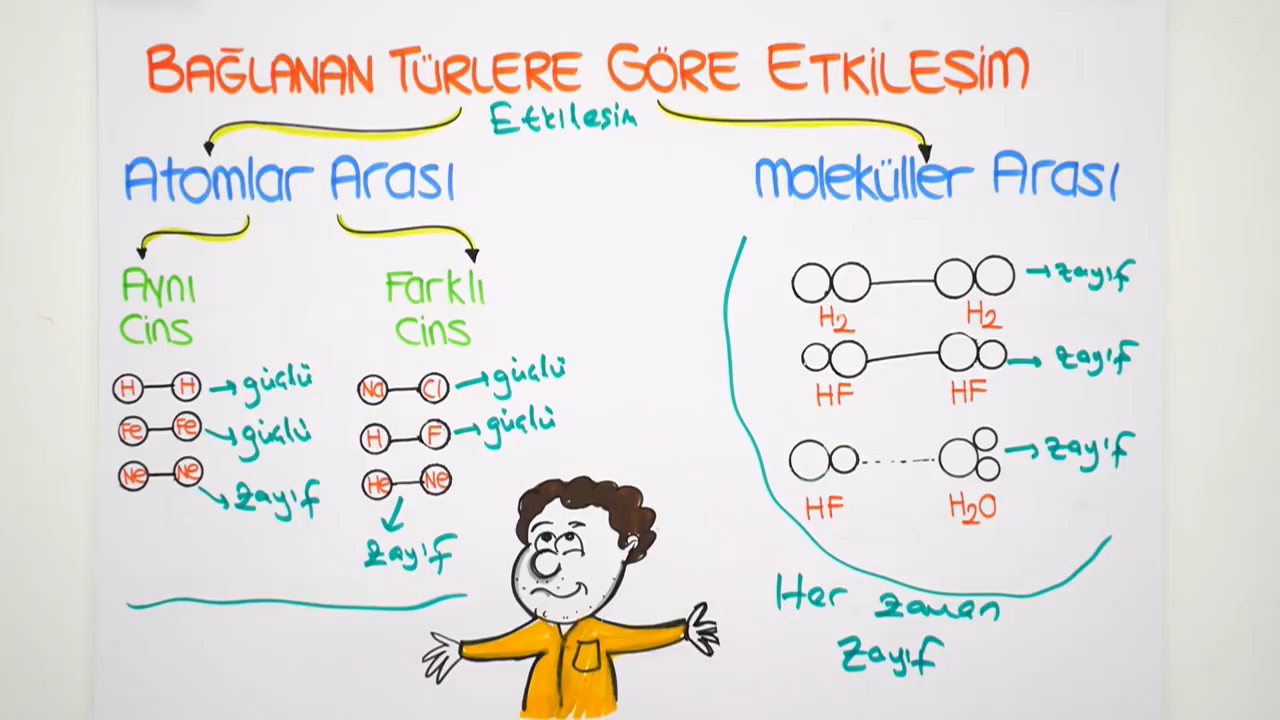 BAĞLANAN TÜRLERE GÖRE ETKİLEŞİM
Etkileşim
Atomlar Arası
Aynı
Cins
H H → güçlü
Fe Fe → güçlü
Ne Ne → zayıf
Farklı
Cins
Na Cl → güçlü
H F → güçlü
He Ne
zayıf
moleküller Arası
→ zayıf
H2 H2
→ zayıf
HF HF
→ zayıf
HF H2O
Her zaman
zayıf